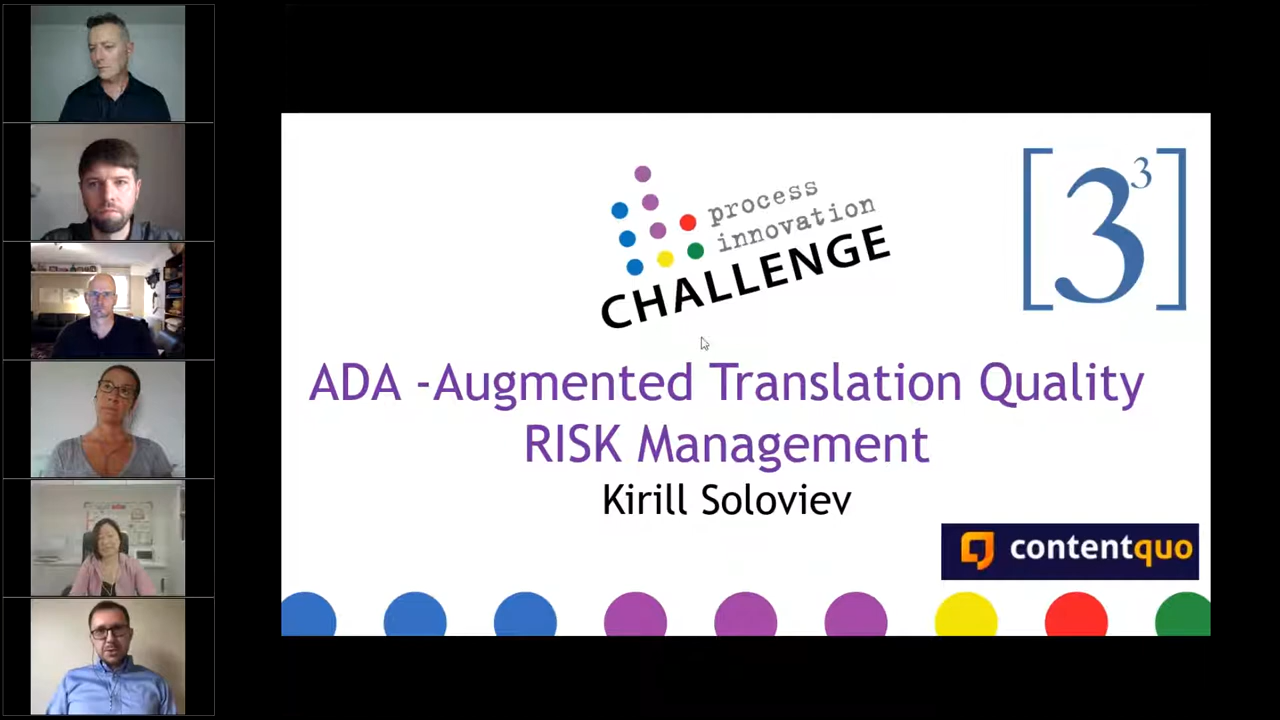 process
innovation
CHALLENGE
[3³]
ADA -Augmented Translation Quality
RISK Management
Kirill Soloviev
contentquo